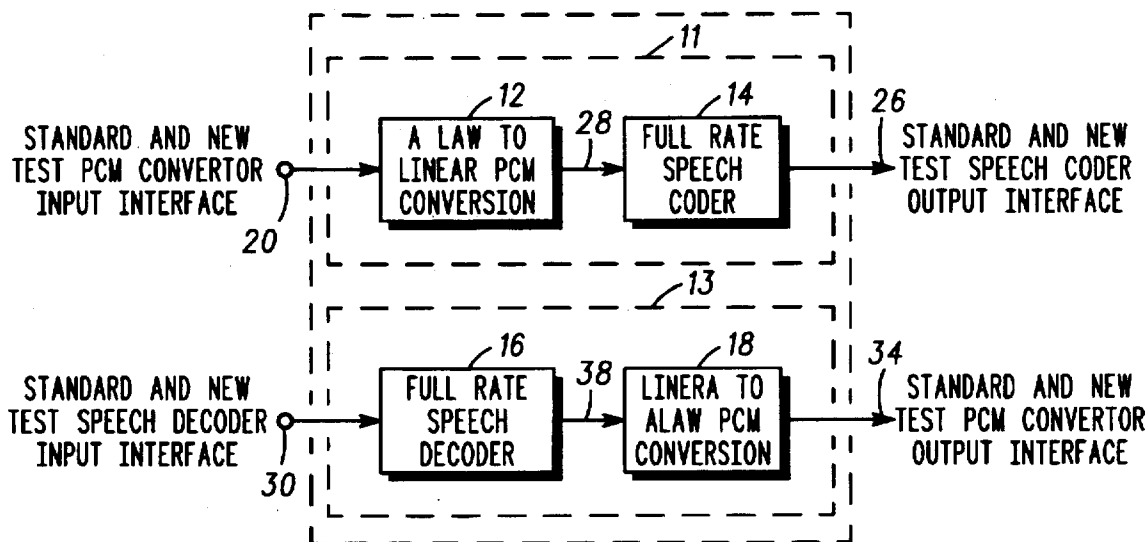 11
STANDARD AND NEW
TEST PCM CONVERTOR
INPUT INTERFACE
20
12
A LAW TO
LINEAR PCM
CONVERSION
28
14
FULL RATE
SPEECH
CODER
26
STANDARD AND NEW
TEST SPEECH CODER
OUTPUT INTERFACE
13
STANDARD AND NEW
TEST SPEECH DECODER
INPUT INTERFACE
30
16
FULL RATE
SPEECH
DECODER
38
18
LINERA TO
ALAW PCM
CONVERSION
34
STANDARD AND NEW
TEST PCM CONVERTOR
OUTPUT INTERFACE